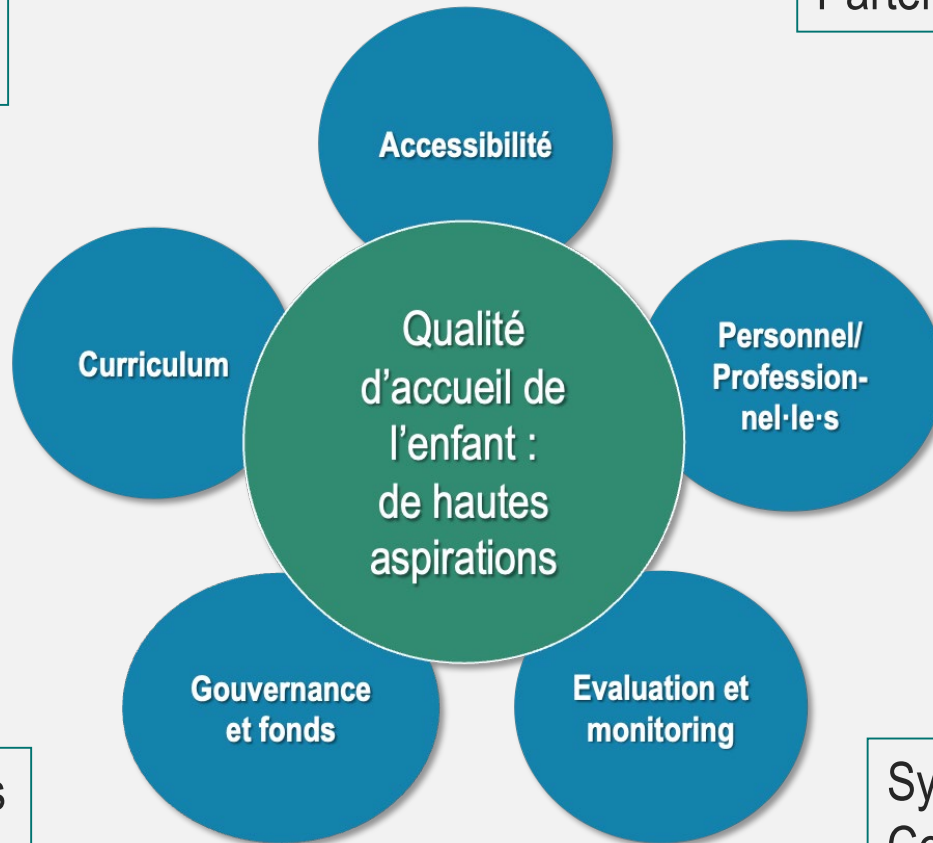 Accessibilité
Curriculum
Qualité
d’accueil de
l’enfant :
de hautes
aspirations
Personnel/
Profession-
nel·le·s
Gouvernance
et fonds
Evaluation et
monitoring